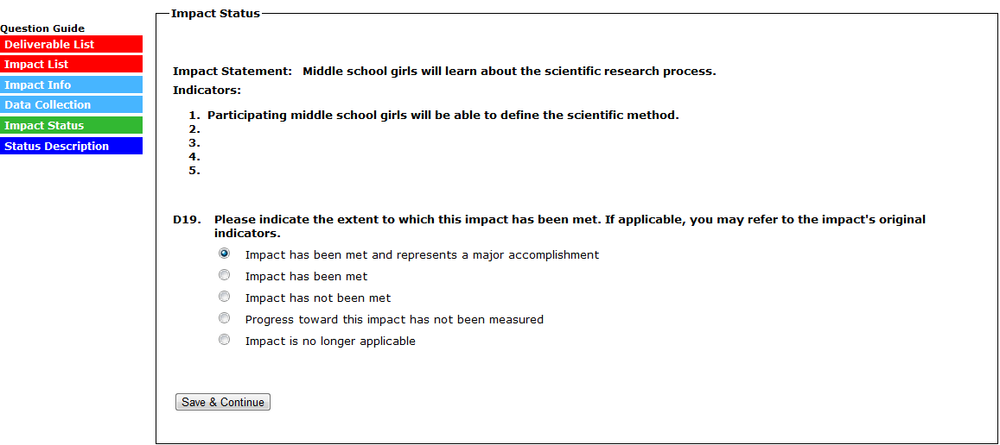 Impact Status
Question Guide
Deliverable List
Impact List
Impact Info
Data Collection
Impact Status
Status Description
Impact Statement: Middle school girls will learn about the scientific research process.
Indicators:
1. Participating middle school girls will be able to define the scientific method.
2.
3.
4.
5.
D19. Please indicate the extent to which this impact has been met. If applicable, you may refer to the impact's original
indicators.
Impact has been met and represents a major accomplishment
Impact has been met
Impact has not been met
Progress toward this impact has not been measured
Impact is no longer applicable
Save & Continue